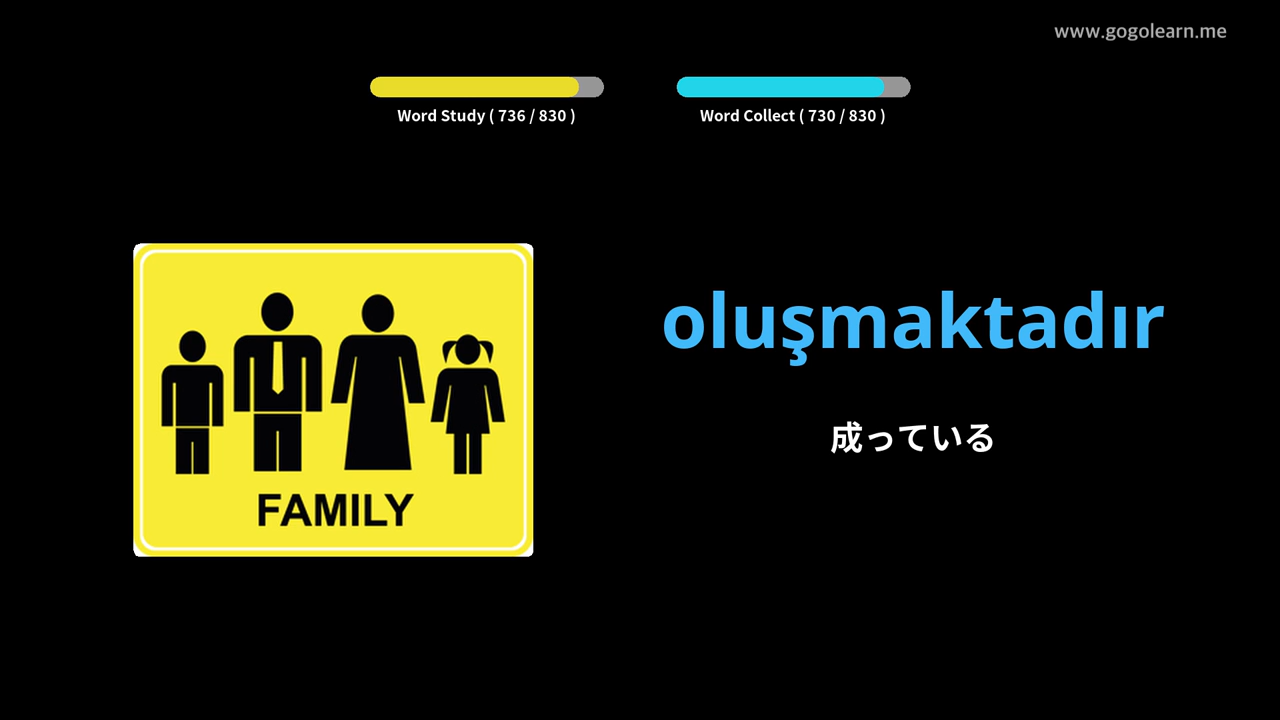 www.gogolearn.me
Word Study ( 736 / 830 )
Word Collect ( 730 / 830 )
oluşmaktadır
成っている
FAMILY